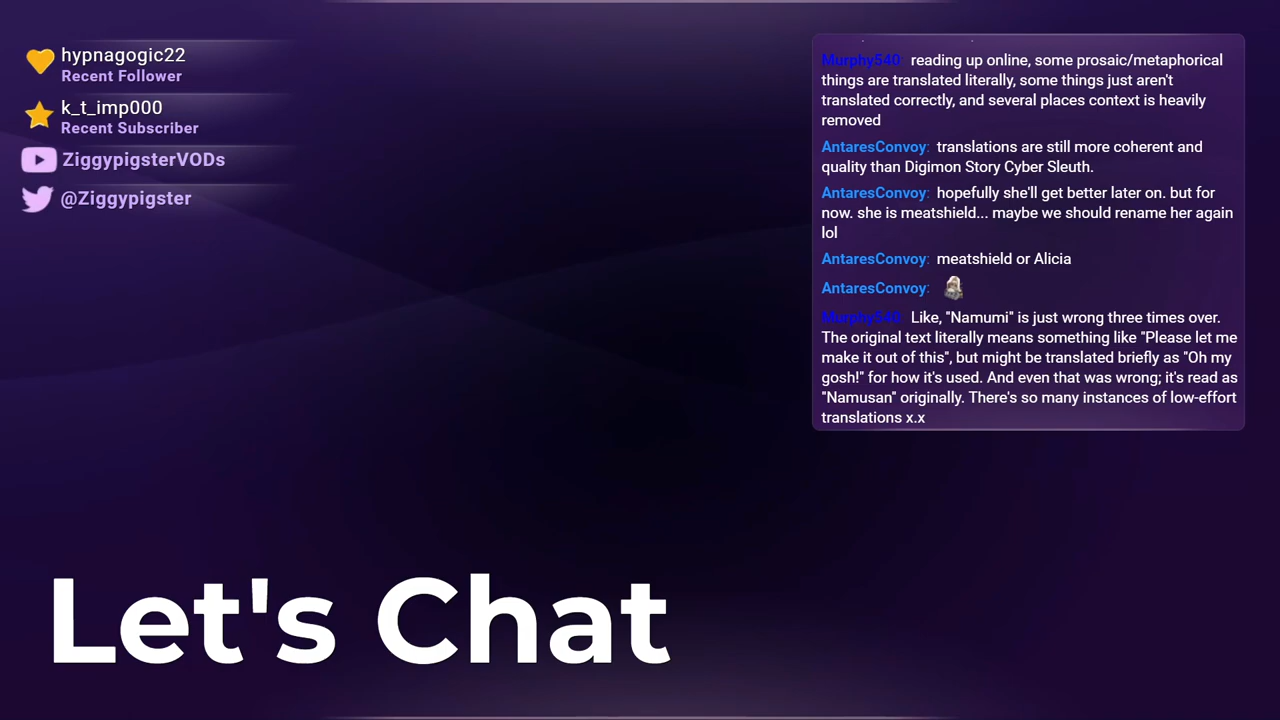 hypnagogic22
Recent Follower
k_t_imp000
Recent Subscriber
ZiggypigsterVODs
@Ziggypigster
Murphy540: reading up online, some prosaic/metaphorical
things are translated literally, some things just aren't
translated correctly, and several places context is heavily
removed
AntaresConvoy: translations are still more coherent and
quality than Digimon Story Cyber Sleuth.
AntaresConvoy: hopefully she'll get better later on. but for
now. she is meatshield... maybe we should rename her again
lol
AntaresConvoy: meatshield or Alicia
AntaresConvoy:
Murphy540: Like, "Namumi" is just wrong three times over.
The original text literally means something like "Please let me
make it out of this", but might be translated briefly as "Oh my
gosh!" for how it's used. And even that was wrong; it's read as
"Namusan" originally. There's so many instances of low-effort
translations x.x
Let's Chat